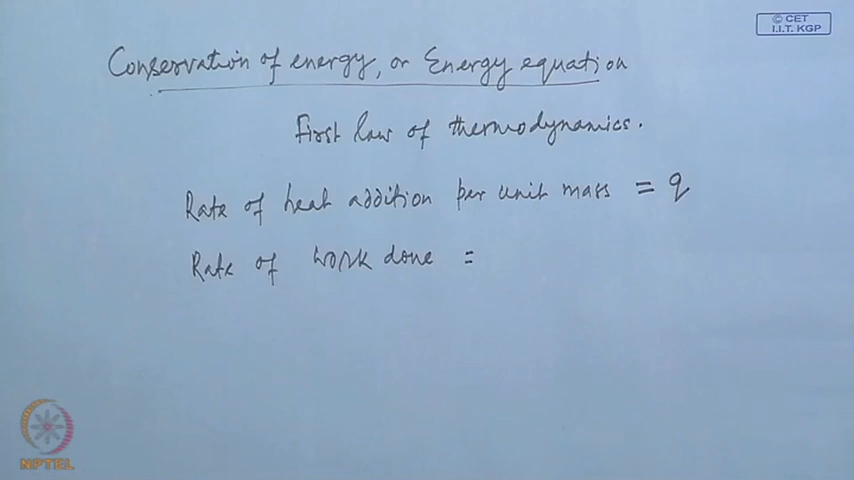 © CET
I.I.T. KGP
Conservation of energy, or Energy equation
First law of thermodynamics.
Rate of heat addition per unit mass = q
Rate of work done =
NPTEL